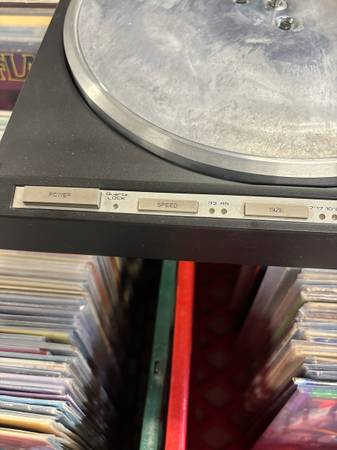 POWER
Quartz
LOCK
SPEED
33 45
SIZE